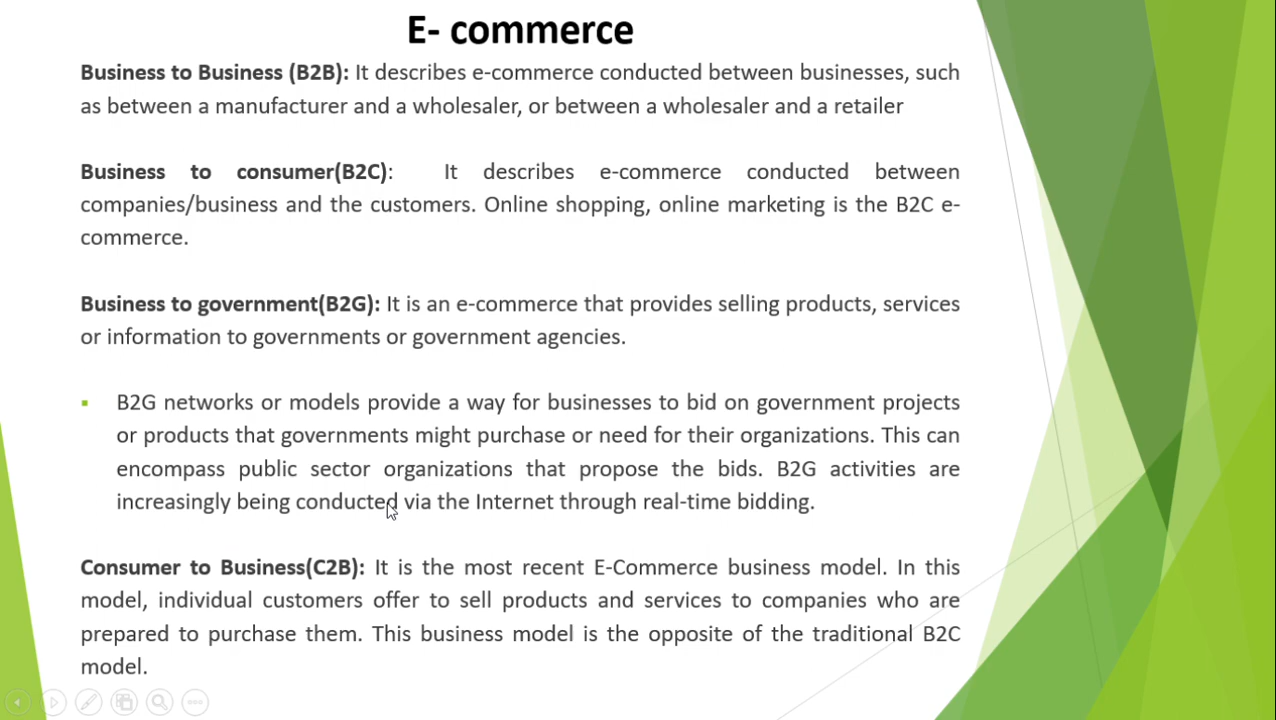 E- commerce
Business to Business (B2B): It describes e-commerce conducted between businesses, such
as between a manufacturer and a wholesaler, or between a wholesaler and a retailer
Business to consumer(B2C): It describes e-commerce conducted between
companies/business and the customers. Online shopping, online marketing is the B2C e-
commerce.
Business to government(B2G): It is an e-commerce that provides selling products, services
or information to governments or government agencies.
▪ B2G networks or models provide a way for businesses to bid on government projects
or products that governments might purchase or need for their organizations. This can
encompass public sector organizations that propose the bids. B2G activities are
increasingly being conducted via the Internet through real-time bidding.
Consumer to Business(C2B): It is the most recent E-Commerce business model. In this
model, individual customers offer to sell products and services to companies who are
prepared to purchase them. This business model is the opposite of the traditional B2C
model.